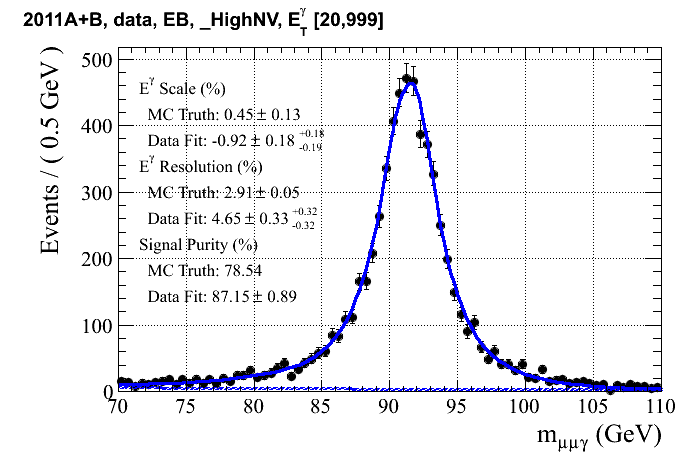 2011A+B, data, EB, _HighNV, E_T^γ [20,999]
Events / ( 0.5 GeV )
500
400
300
200
100
0
E^γ Scale (%)
MC Truth: 0.45 ± 0.13
Data Fit: -0.92 ± 0.18 +0.18 -0.19
E^γ Resolution (%)
MC Truth: 2.91 ± 0.05
Data Fit: 4.65 ± 0.33 +0.32 -0.32
Signal Purity (%)
MC Truth: 78.54
Data Fit: 87.15 ± 0.89
70 75 80 85 90 95 100 105 110
m_μμγ (GeV)